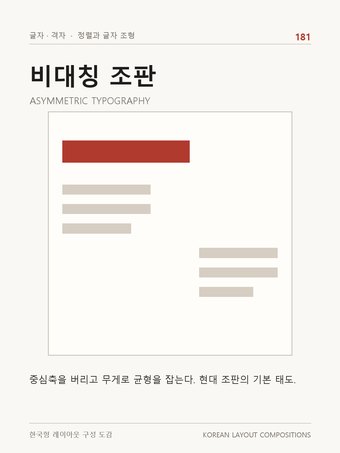 글자 · 격자 · 정렬과 글자 조형
181
비대칭 조판
ASYMMETRIC TYPOGRAPHY
중심축을 버리고 무게로 균형을 잡는다. 현대 조판의 기본 태도.
한국형 레이아웃 구성 도감
KOREAN LAYOUT COMPOSITIONS